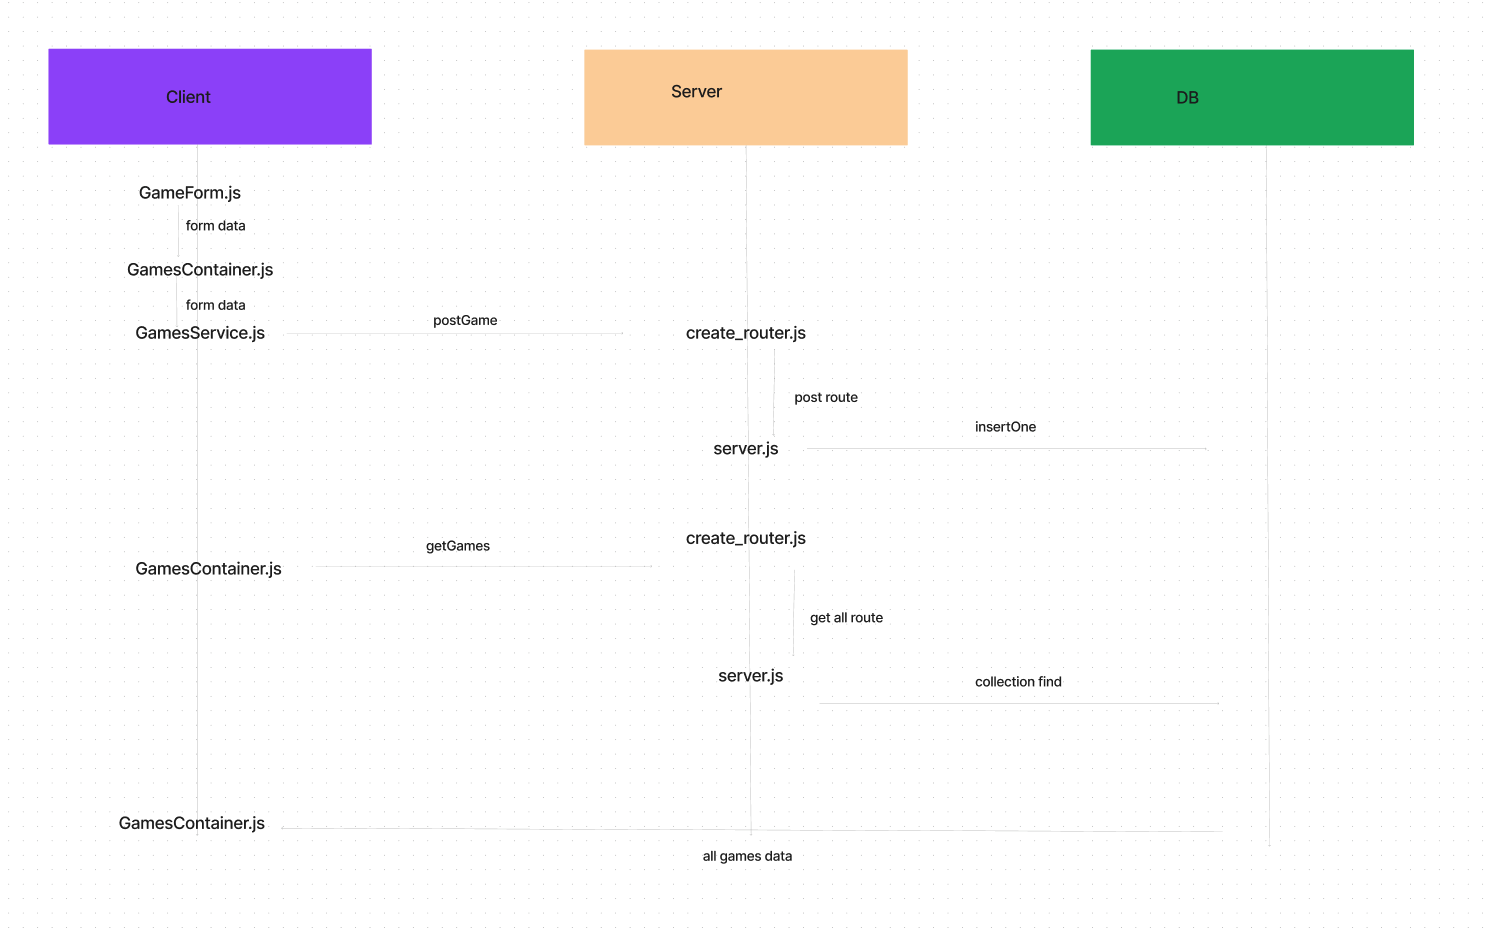 Client
Server
DB
GameForm.js
form data
GamesContainer.js
form data
GamesService.js
postGame
create_router.js
post route
insertOne
server.js
create_router.js
getGames
GamesContainer.js
get all route
server.js
collection find
GamesContainer.js
all games data